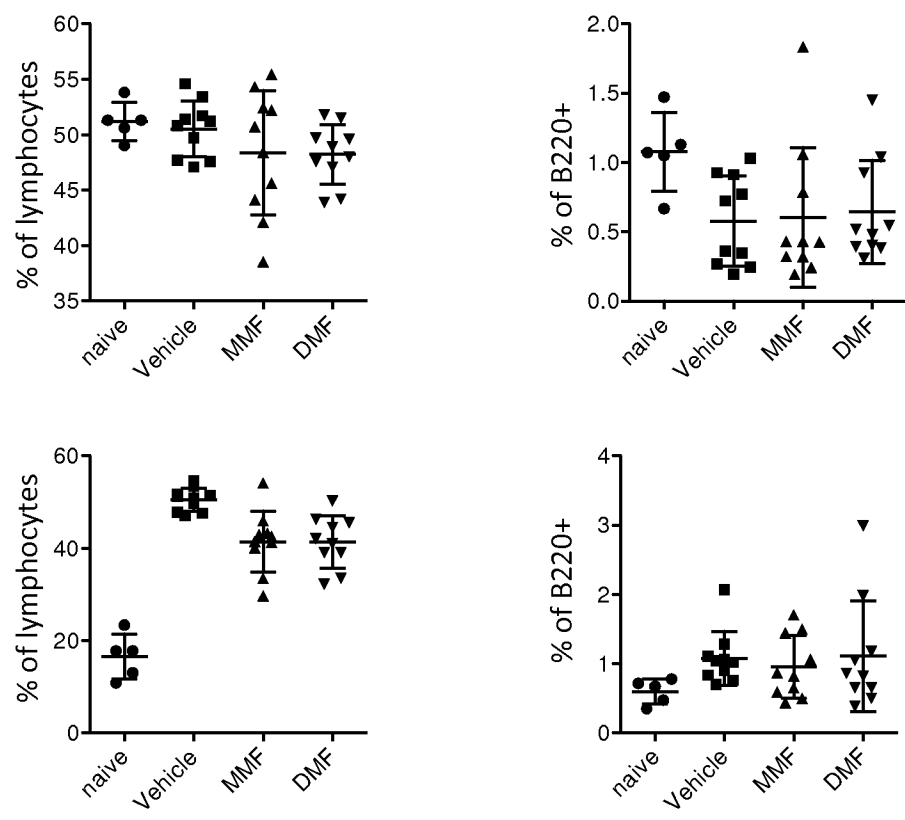 % of lymphocytes
60
55
50
45
40
35
naive
Vehicle
MMF
DMF
% of B220+
2.0
1.5
1.0
0.5
0.0
naive
Vehicle
MMF
DMF
% of lymphocytes
60
40
20
0
naive
Vehicle
MMF
DMF
% of B220+
4
3
2
1
0
naive
Vehicle
MMF
DMF